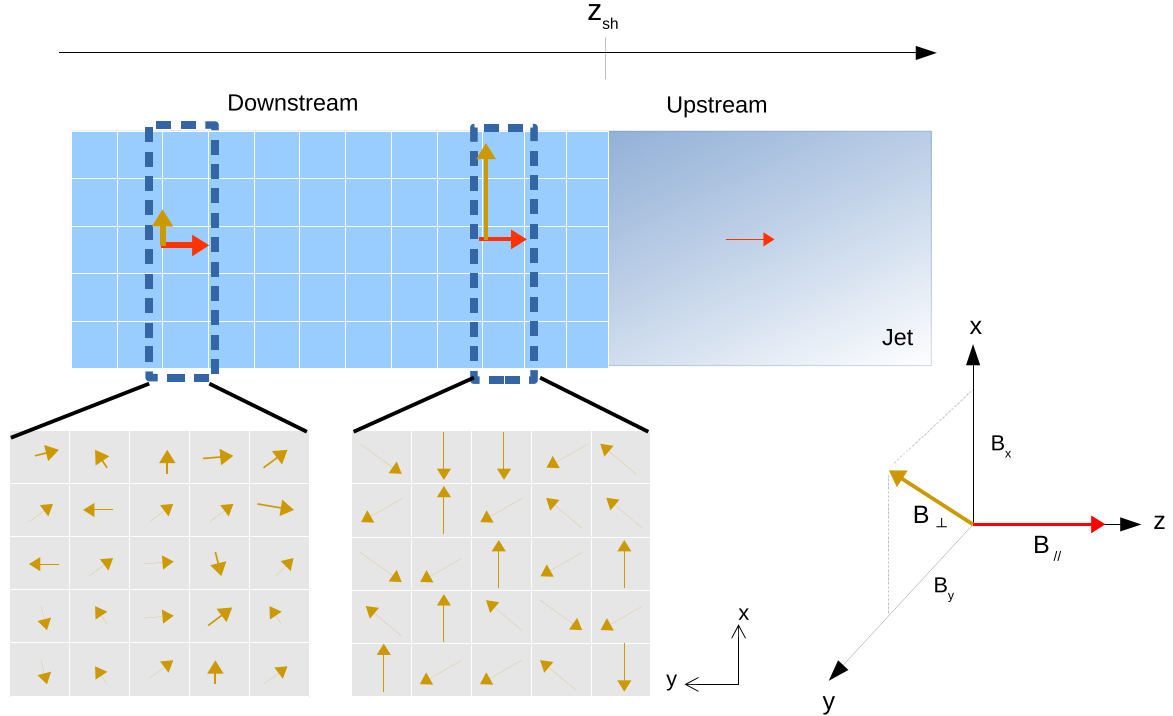 z_sh
Downstream
Upstream
Jet
x
B_x
B_⊥
z
B_//
B_y
x
y
y